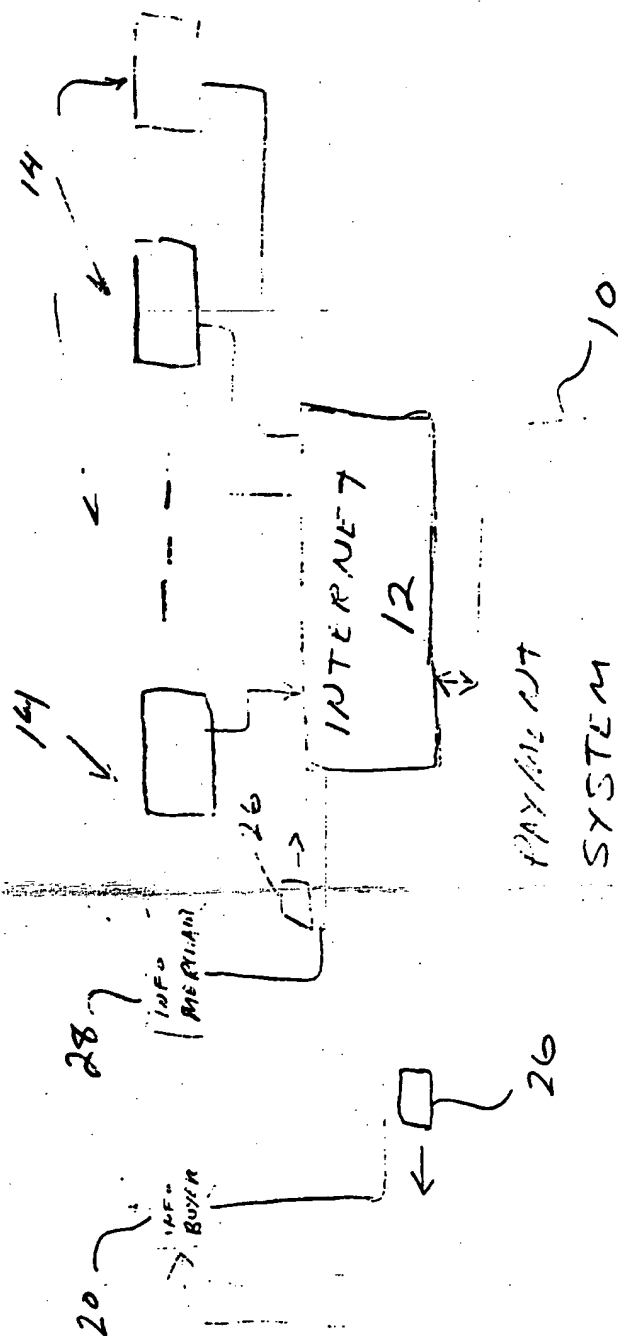 14
14
10
INTERNET
12
26
28
INFO
MERCHANT
PAYMENT
SYSTEM
20
INFO
BUYER
26